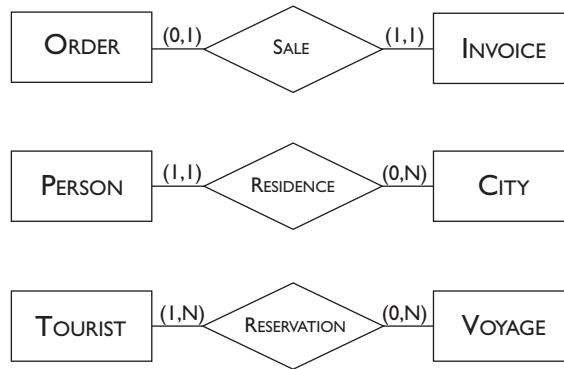 ORDER (0,1) SALE (1,1) INVOICE
PERSON (1,1) RESIDENCE (0,N) CITY
TOURIST (1,N) RESERVATION (0,N) VOYAGE